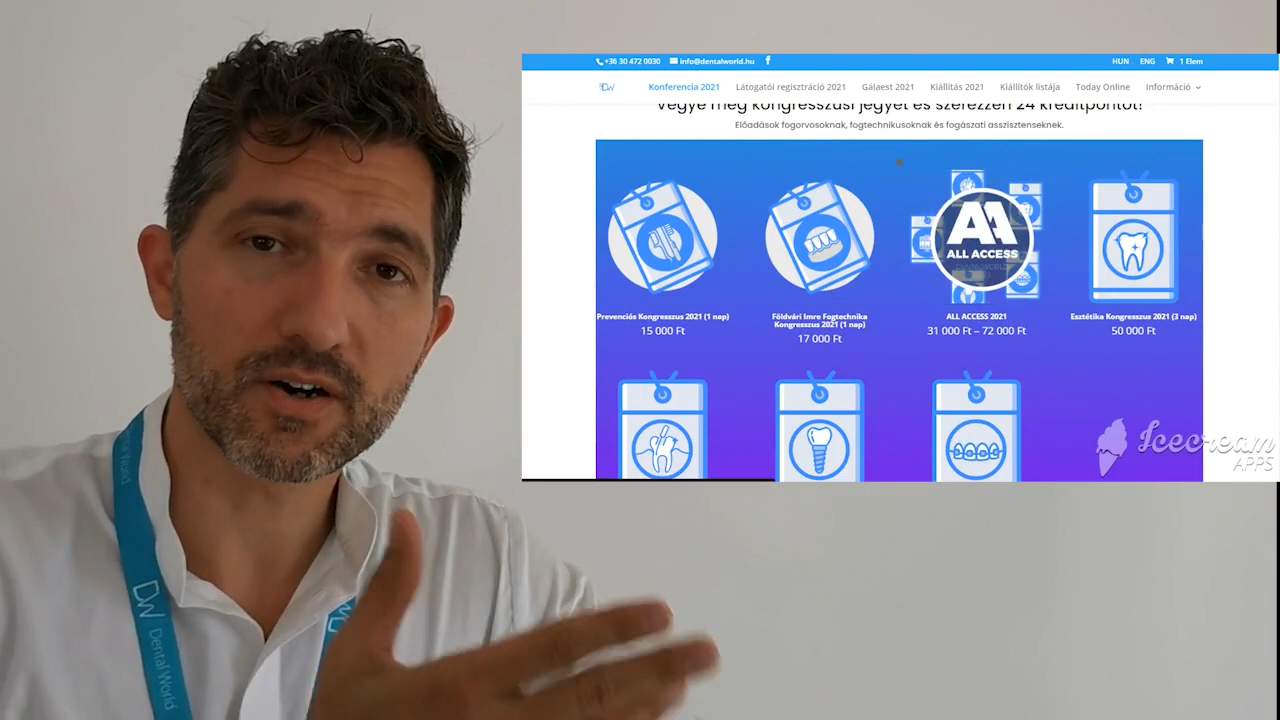 +36 30 472 0030 info@dentalworld.hu HUN ENG 1 Elem
DW Konferencia 2021 Látogatói regisztráció 2021 Gálaest 2021 Kiállítás 2021 Kiállítók listája Today Online Információ
Vegye meg kongresszusi jegyét és szerezzen 24 kreditpontot!
Előadások fogorvosoknak, fogtechnikusoknak és fogászati asszisztenseknek.
AA
ALL ACCESS
Prevenciós Kongresszus 2021 (1 nap)
15 000 Ft
Földvári Imre Fogtechnika
Kongresszus 2021 (1 nap)
17 000 Ft
ALL ACCESS 2021
31 000 Ft – 72 000 Ft
Esztétika Kongresszus 2021 (3 nap)
50 000 Ft
Icecream
APPS
DW Dental World